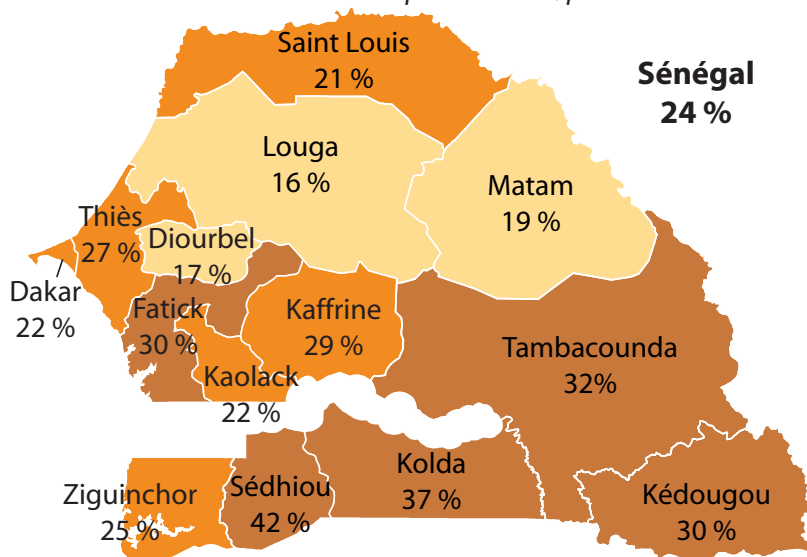 Saint Louis
21 %
Sénégal
24 %
Louga
16 %
Matam
19 %
Thiès
27 %
Diourbel
17 %
Dakar
22 %
Fatick
30 %
Kaffrine
29 %
Tambacounda
32%
Kaolack
22 %
Ziguinchor
25 %
Sédhiou
42 %
Kolda
37 %
Kédougou
30 %